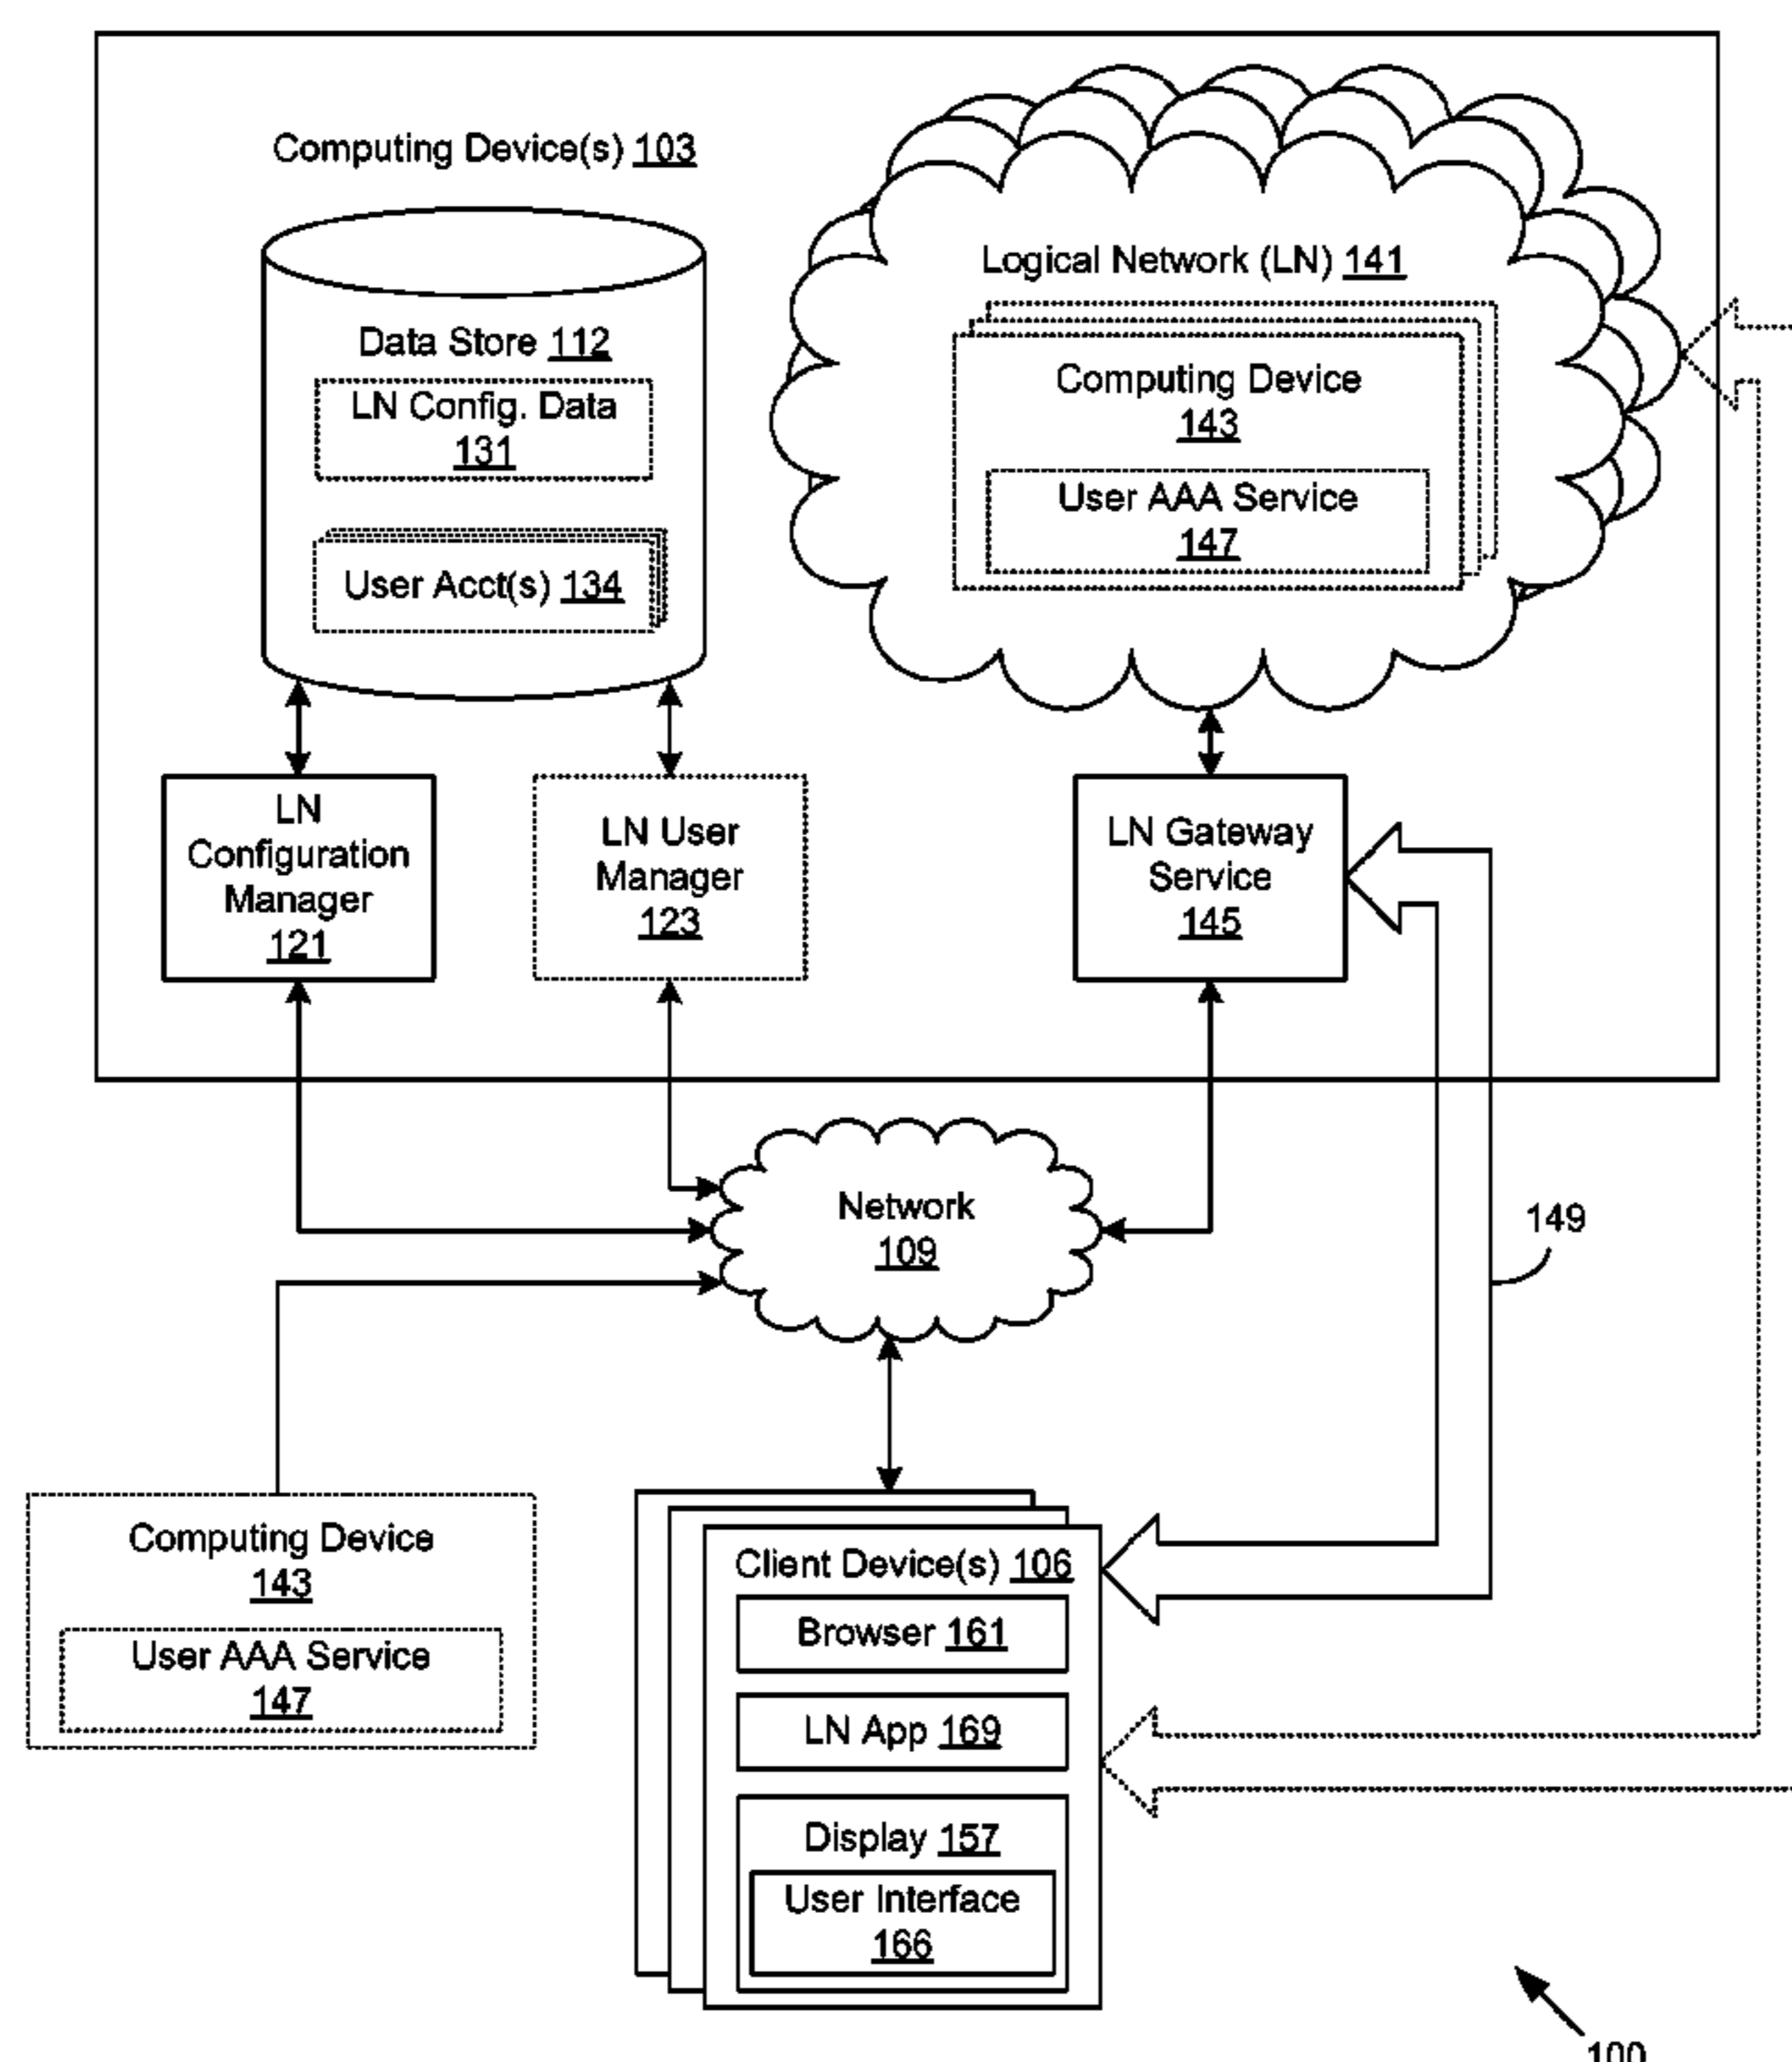 Computing Device(s) 103
Data Store 112
LN Config. Data
131
User Acct(s) 134
Logical Network (LN) 141
Computing Device
143
User AAA Service
147
LN
Configuration
Manager
121
LN User
Manager
123
LN Gateway
Service
145
Network
109
149
Computing Device
143
User AAA Service
147
Client Device(s) 106
Browser 161
LN App 169
Display 157
User Interface
166
100